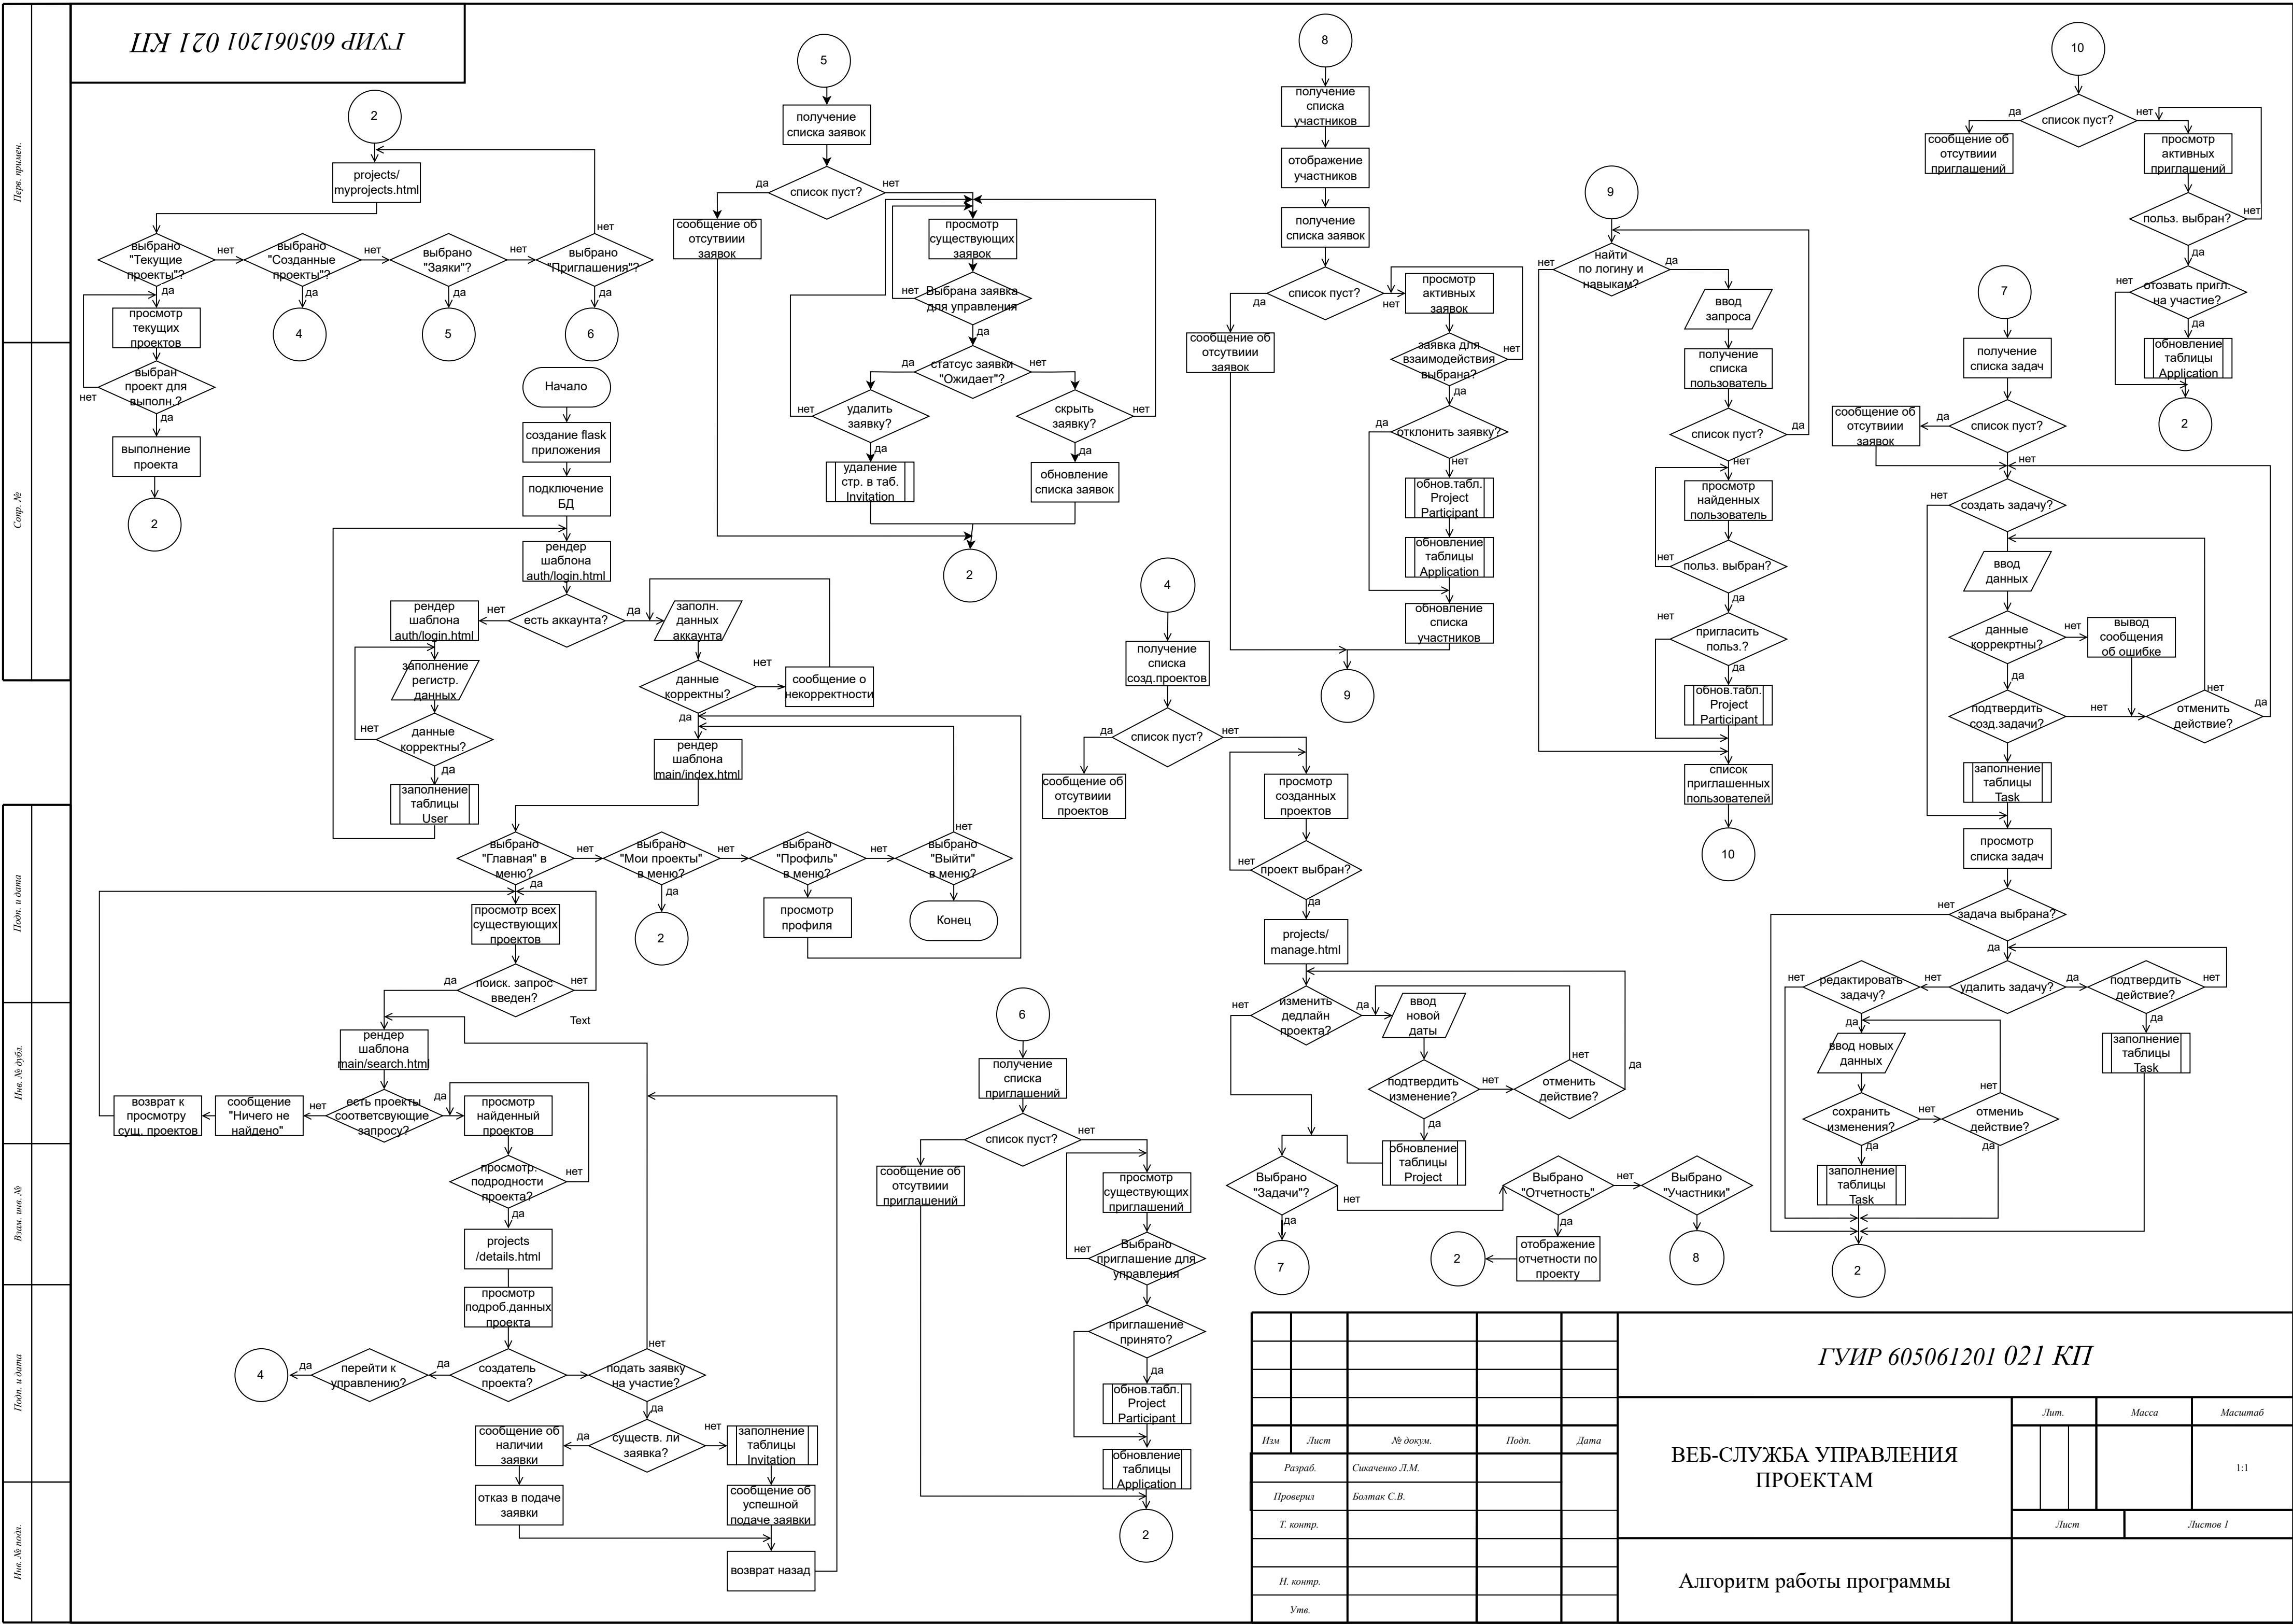 ГУИР 605061201 021 КП
2
projects/
myprojects.html
выбрано
"Текущие
проекты"?
нет
выбрано
"Созданные
проекты"?
нет
выбрано
"Заяки"?
нет
выбрано
"Приглашения"?
нет
да
да
да
да
просмотр
текущих
проектов
4
5
6
выбран
проект для
выполн.?
нет
да
выполнение
проекта
2
Начало
создание flask
приложения
подключение
БД
рендер
шаблона
auth/login.html
есть аккаунта?
нет
да
рендер
шаблона
auth/login.html
заполнение
регистр.
данных
данные
корректны?
нет
да
заполнение
таблицы
User
заполн.
данных
аккаунта
данные
корректны?
нет
сообщение о
некорректности
да
рендер
шаблона
main/index.html
выбрано
"Главная" в
меню?
нет
выбрано
"Мои проекты"
в меню?
нет
выбрано
"Профиль"
в меню?
нет
выбрано
"Выйти"
в меню?
нет
да
да
2
просмотр
профиля
Конец
просмотр всех
существующих
проектов
поиск. запрос
введен?
да
нет
Text
рендер
шаблона
main/search.html
есть проекты
соответсвующие
запросу?
нет
да
сообщение
"Ничего не
найдено"
возврат к
просмотру
сущ. проектов
просмотр
найденный
проектов
просмотр.
подродности
проекта?
нет
да
projects
/details.html
просмотр
подроб.данных
проекта
создатель
проекта?
да
перейти к
управлению?
да
4
подать заявку
на участие?
нет
да
существ. ли
заявка?
да
нет
сообщение об
наличии
заявки
отказ в подаче
заявки
заполнение
таблицы
Invitation
сообщение об
успешной
подаче заявки
возврат назад
5
получение
списка заявок
список пуст?
да
нет
сообщение об
отсутвиии
заявок
просмотр
существующих
заявок
Выбрана заявка
для управления
нет
да
статсус заявки
"Ожидает"?
да
нет
удалить
заявку?
нет
да
скрыть
заявку?
нет
да
удаление
стр. в таб.
Invitation
обновление
списка заявок
2
4
получение
списка
созд.проектов
список пуст?
да
нет
сообщение об
отсутвиии
проектов
просмотр
созданных
проектов
проект выбран?
нет
да
projects/
manage.html
изменить
дедлайн
проекта?
нет
да
ввод
новой
даты
подтвердить
изменение?
нет
отменить
действие?
нет
да
да
обновление
таблицы
Project
Выбрано
"Задачи"?
нет
да
7
Выбрано
"Отчетность"
нет
да
отображение
отчетности по
проекту
2
Выбрано
"Участники"
8
6
получение
списка
приглашений
список пуст?
да
нет
сообщение об
отсутвиии
приглашений
просмотр
существующих
приглашений
Выбрано
приглашение для
управления
нет
приглашение
принято?
да
обнов.табл.
Project
Participant
обновление
таблицы
Application
2
8
получение
списка
участников
отображение
участников
получение
списка заявок
список пуст?
да
нет
сообщение об
отсутвиии
заявок
просмотр
активных
заявок
заявка для
взаимодействия
выбрана?
нет
да
отклонить заявку?
да
нет
обнов.табл.
Project
Participant
обновление
таблицы
Application
обновление
списка
участников
9
9
найти
по логину и
навыкам?
нет
да
ввод
запроса
получение
списка
пользователь
список пуст?
да
нет
просмотр
найденных
пользователь
польз. выбран?
нет
да
пригласить
польз.?
нет
да
обнов.табл.
Project
Participant
список
приглашенных
пользователей
10
10
список пуст?
да
нет
сообщение об
отсутвиии
приглашений
просмотр
активных
приглашений
польз. выбран?
нет
да
отозвать пригл.
на участие?
нет
да
обновление
таблицы
Application
2
7
получение
списка задач
список пуст?
да
нет
сообщение об
отсутвиии
заявок
создать задачу?
нет
ввод
данных
данные
коррекртны?
нет
вывод
сообщения
об ошибке
да
подтвердить
созд.задачи?
нет
отменить
действие?
нет
да
заполнение
таблицы
Task
просмотр
списка задач
задача выбрана?
нет
да
удалить задачу?
нет
да
редактировать
задачу?
нет
да
подтвердить
действие?
нет
да
заполнение
таблицы
Task
ввод новых
данных
сохранить
изменения?
нет
отмениь
действие?
нет
да
да
заполнение
таблицы
Task
2
Перв. примен.
Сопр. №
Подп. и дата
Инв. № дубл.
Взам. инв. №
Подп. и дата
Инв. № подл.
ГУИР 605061201 021 КП
Изм Лист № докум. Подп. Дата
Разраб. Сикаченко Л.М.
Проверил Болтак С.В.
Т. контр.
Н. контр.
Утв.
ВЕБ-СЛУЖБА УПРАВЛЕНИЯ
ПРОЕКТАМ
Лит. Масса Масштаб
1:1
Лист Листов 1
Алгоритм работы программы